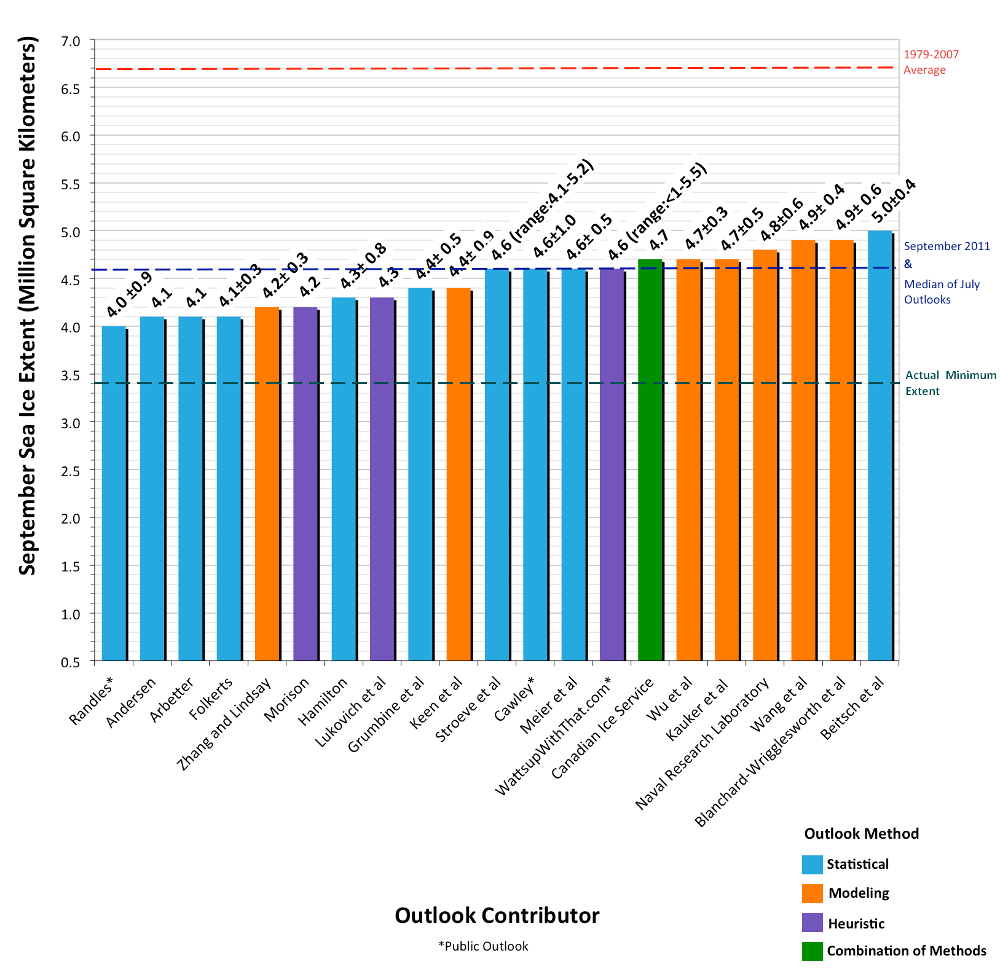 September Sea Ice Extent (Million Square Kilometers)
7.0
6.5
6.0
5.5
5.0
4.5
4.0
3.5
3.0
2.5
2.0
1.5
1.0
0.5
1979-2007
Average
September 2011
&
Median of July
Outlooks
Actual Minimum
Extent
4.0 ±0.9
4.1
4.1
4.1±0.3
4.2±0.3
4.2
4.3± 0.8
4.3
4.4± 0.5
4.4± 0.9
4.6 (range:4.1-5.2)
4.6±1.0
4.6± 0.5
4.6 (range:<1-5.5)
4.7
4.7±0.3
4.7±0.5
4.8±0.6
4.9± 0.4
4.9± 0.6
5.0±0.4
Randles*
Andersen
Arbetter
Folkerts
Zhang and Lindsay
Morison
Hamilton
Lukovich et al
Grumbine et al
Keen et al
Stroeve et al
Cawley*
Meier et al
WattsupWithThat.com*
Canadian Ice Service
Wu et al
Kauker et al
Naval Research Laboratory
Wang et al
Blanchard-Wrigglesworth et al
Beitsch et al
Outlook Method
Statistical
Modeling
Heuristic
Combination of Methods
Outlook Contributor
*Public Outlook